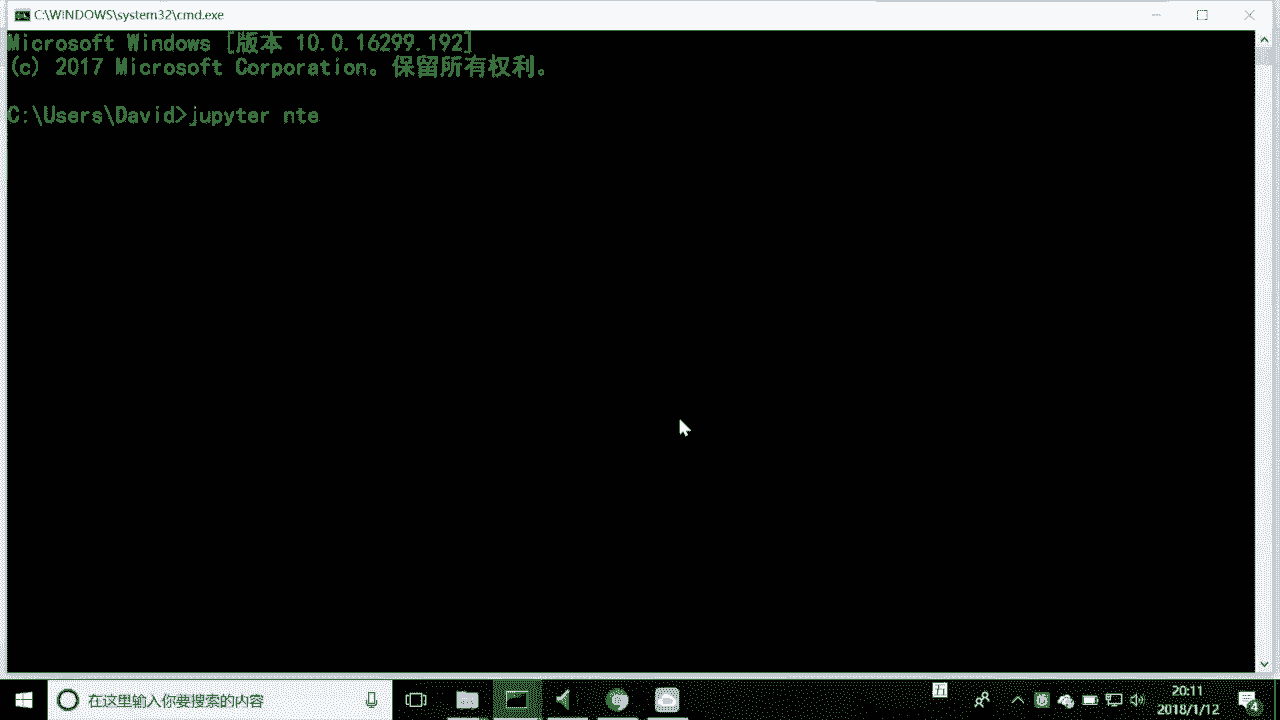 C:\WINDOWS\system32\cmd.exe
Microsoft Windows [版本 10.0.16299.192]
(c) 2017 Microsoft Corporation。保留所有权利。
C:\Users\David>jupyter nte
五
在这里输入你要搜索的内容
20:11
2018/1/12
4